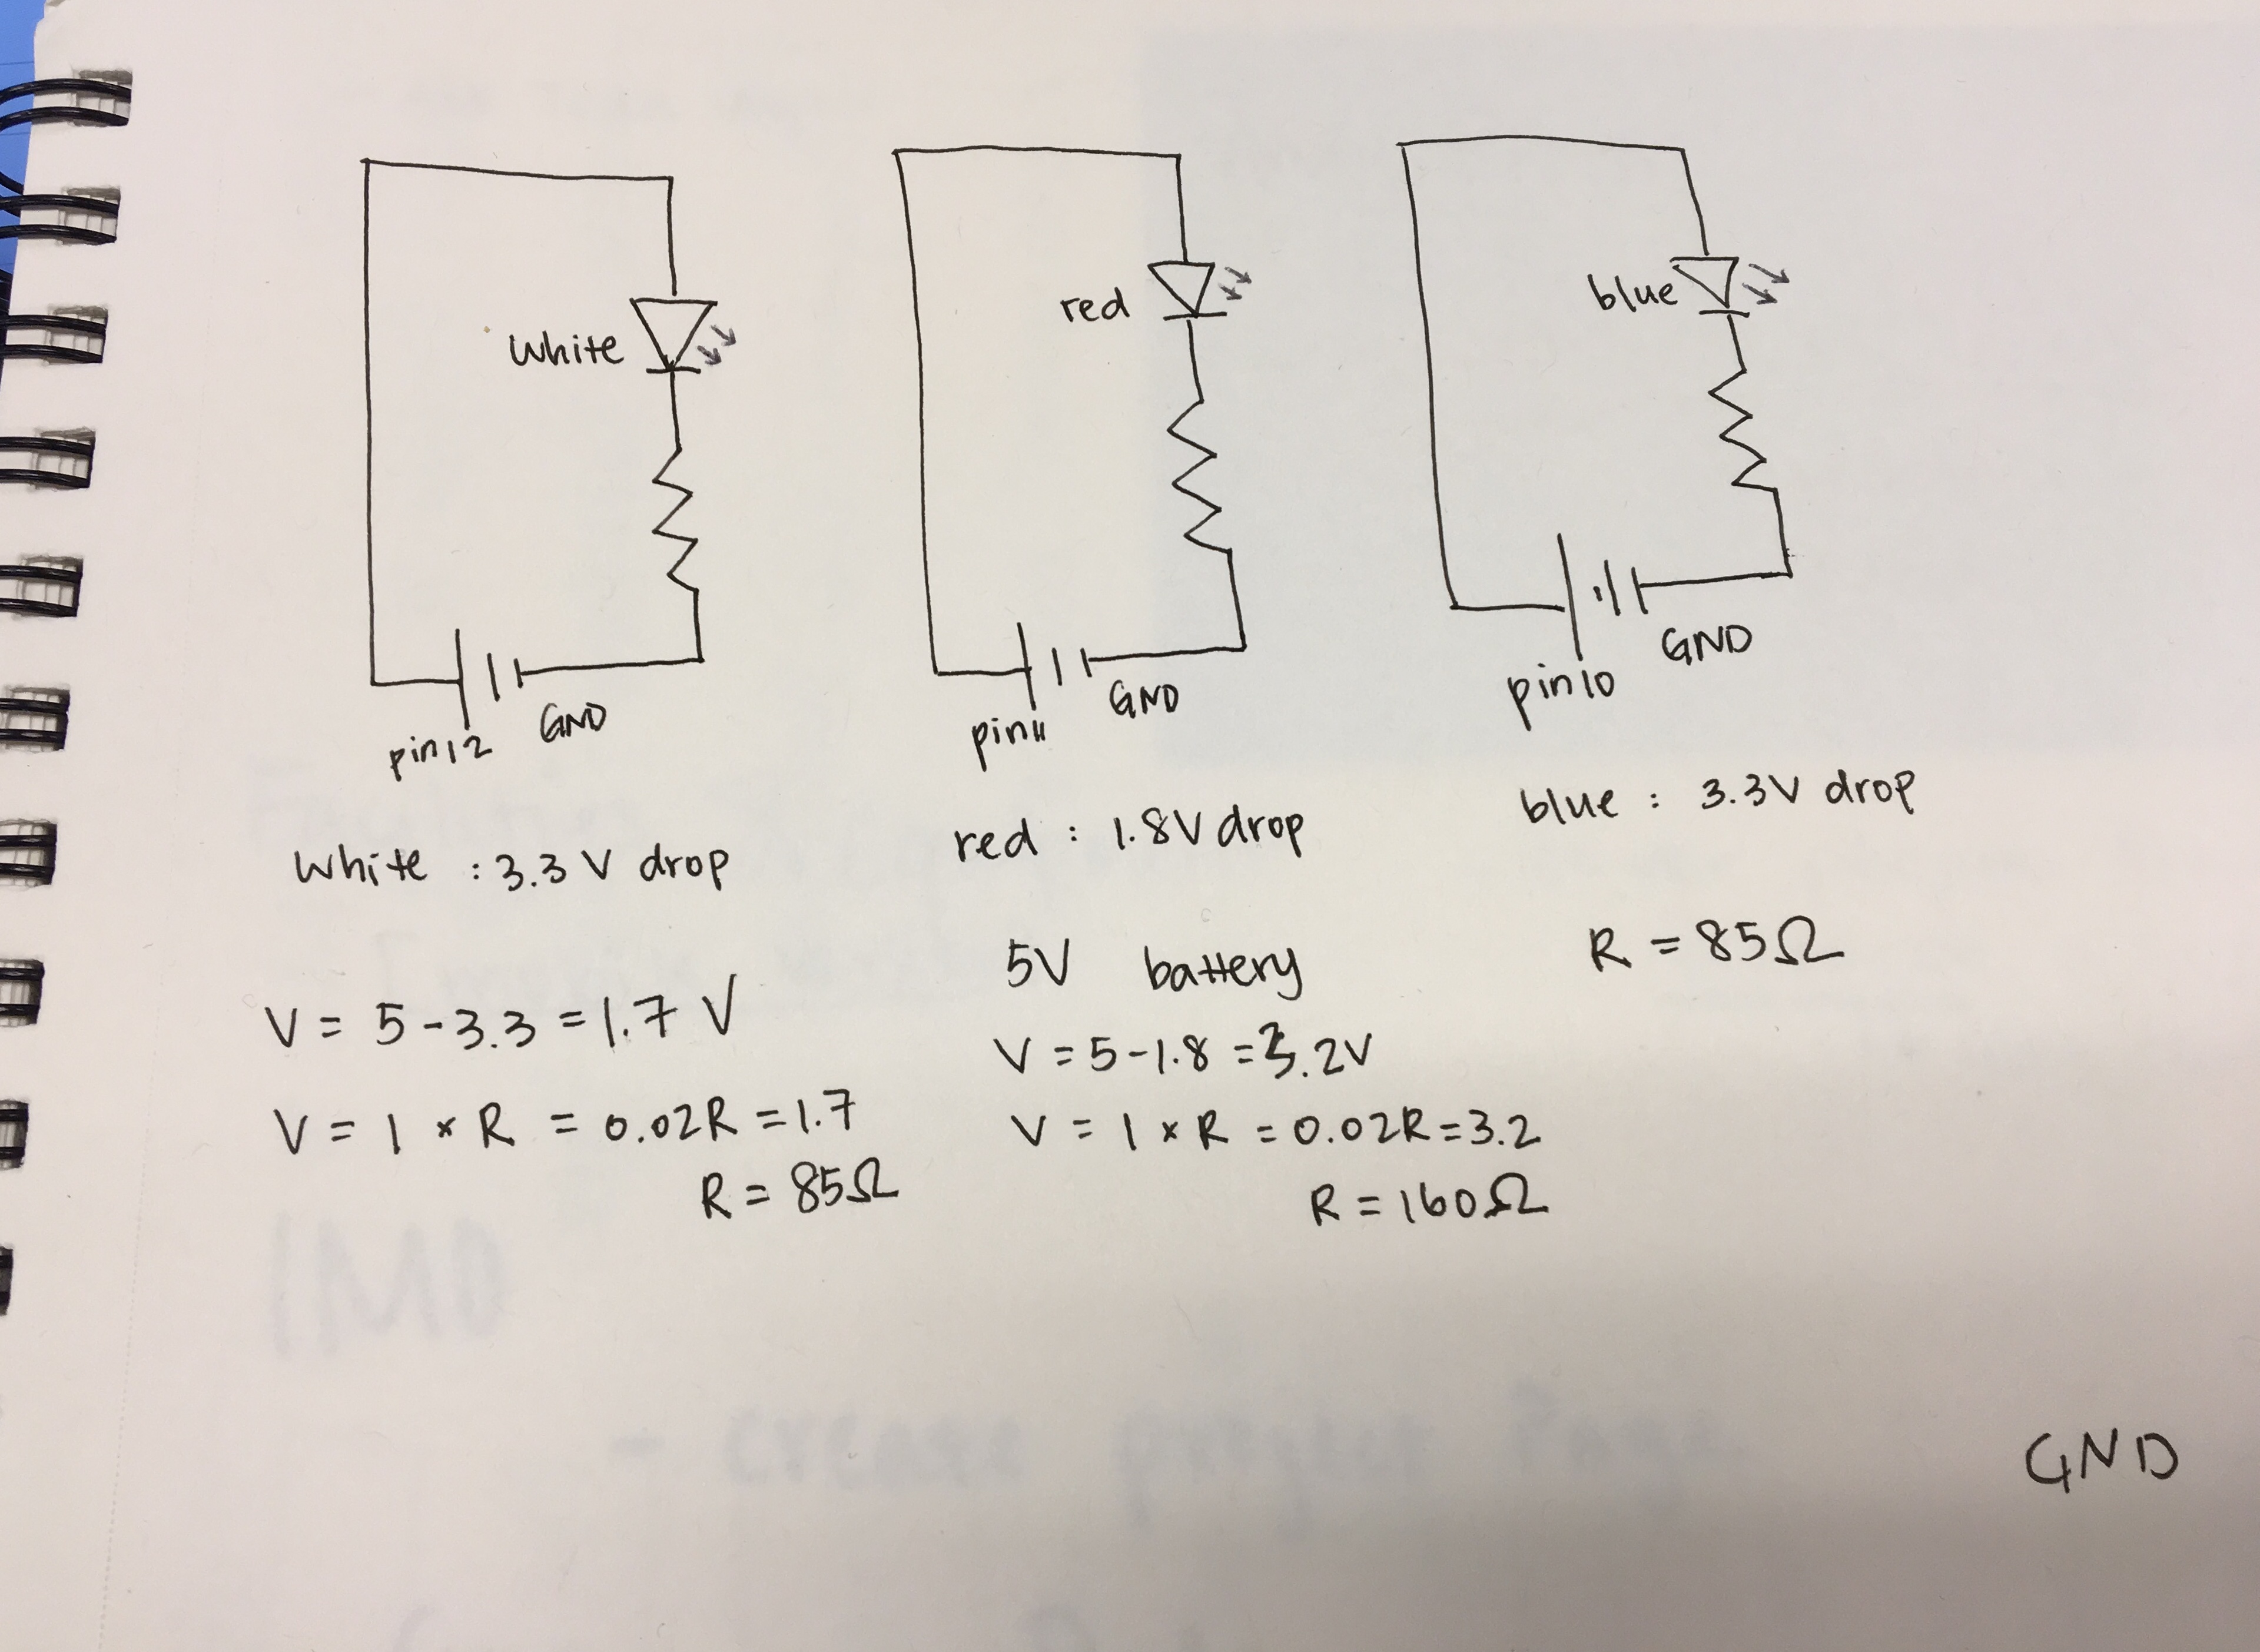 White
pin12
GND
White : 3.3 V drop
V = 5 - 3.3 = 1.7 V
V = I × R = 0.02R = 1.7
R = 85Ω
red
pin11
GND
red : 1.8V drop
5V battery
V = 5 - 1.8 = 3.2V
V = I × R = 0.02R = 3.2
R = 160Ω
blue
pin10
GND
blue : 3.3V drop
R = 85Ω
GND